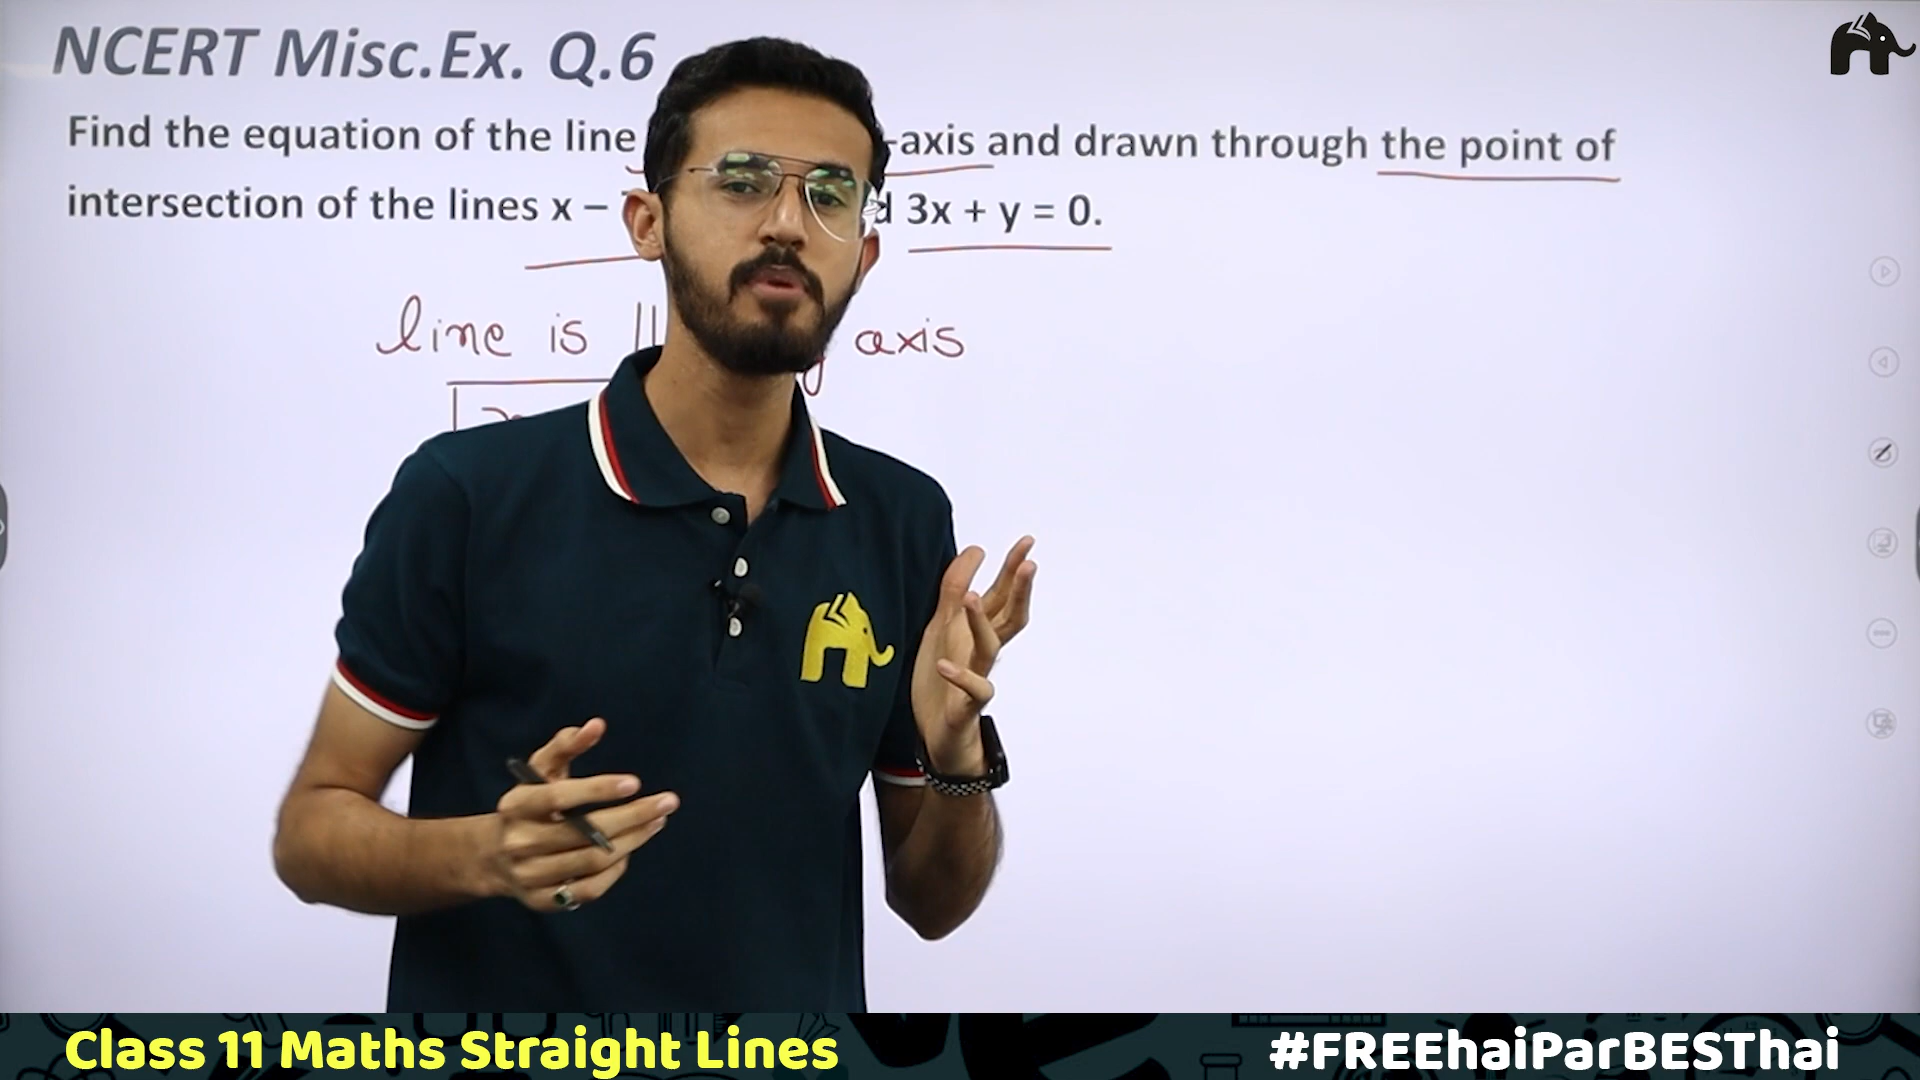 NCERT Misc.Ex. Q.6
Find the equation of the line -axis and drawn through the point of
intersection of the lines x – d 3x + y = 0.
line is || y axis
Class 11 Maths Straight Lines
#FREEhaiParBESThai